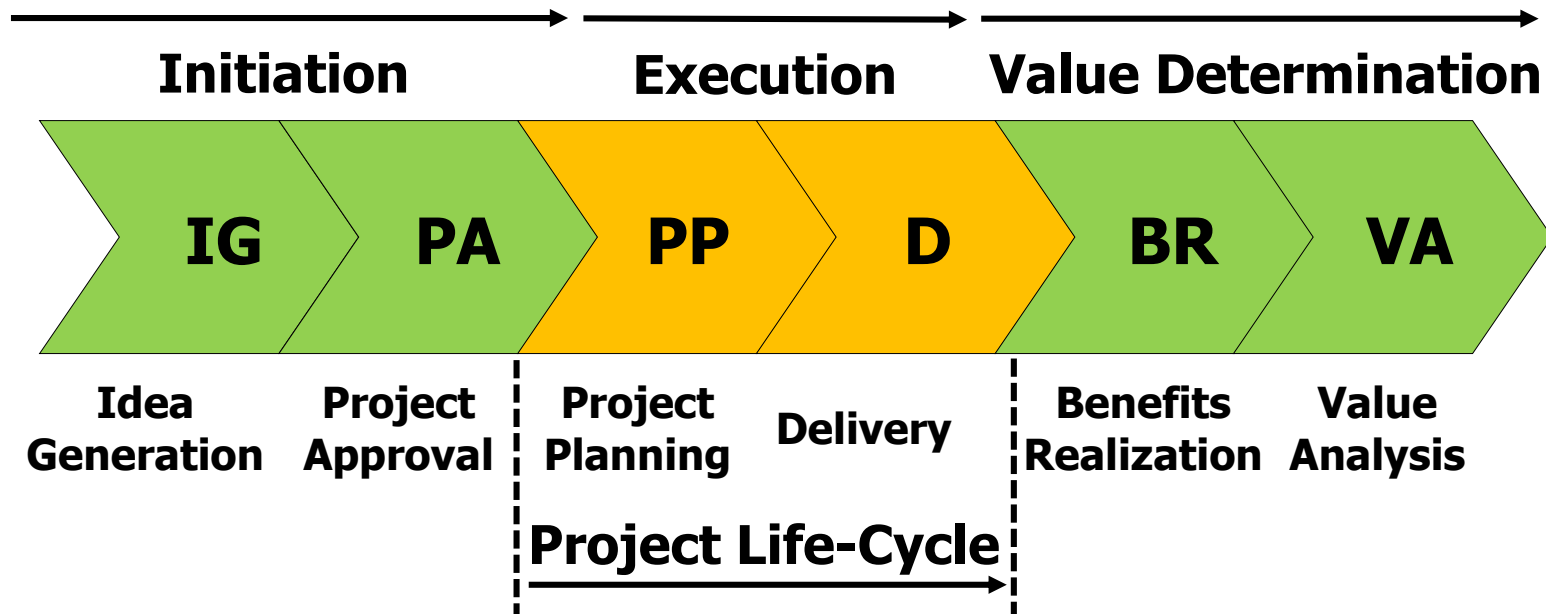 Initiation
Execution
Value Determination
IG
PA
PP
D
BR
VA
Idea
Generation
Project
Approval
Project
Planning
Delivery
Benefits
Realization
Value
Analysis
Project Life-Cycle